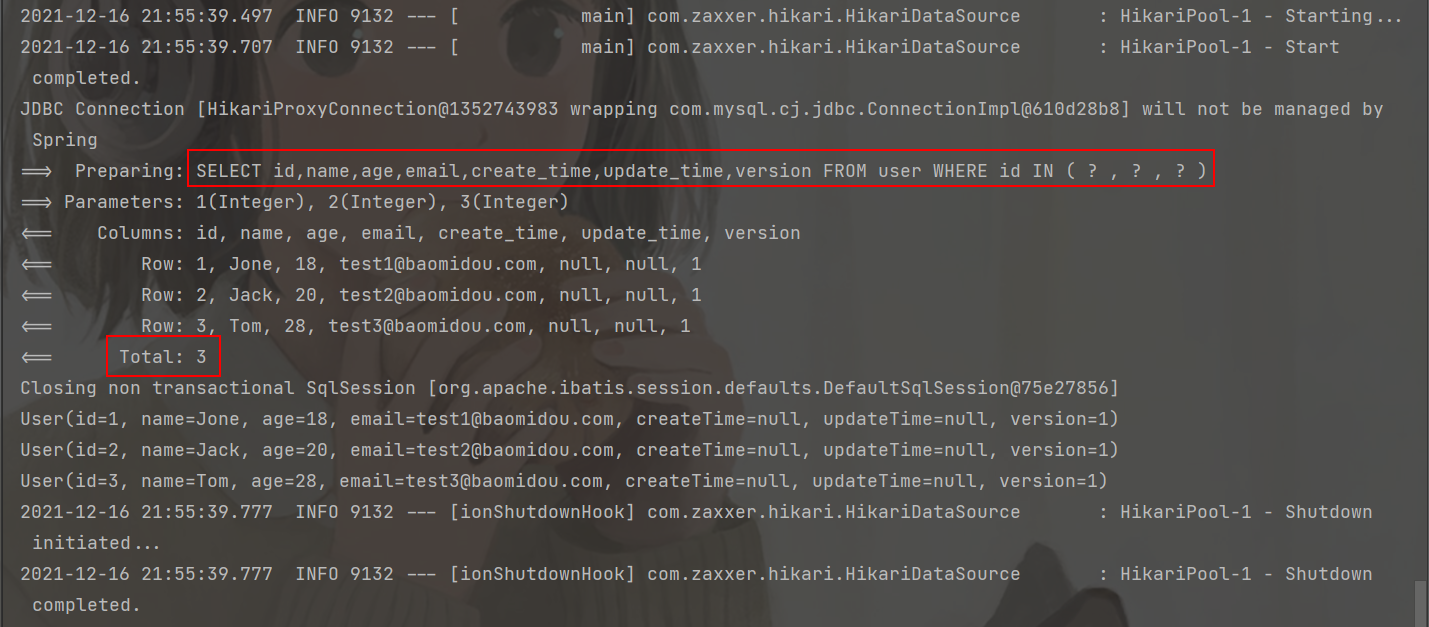 2021-12-16 21:55:39.497  INFO 9132 --- [           main] com.zaxxer.hikari.HikariDataSource       : HikariPool-1 - Starting...
2021-12-16 21:55:39.707  INFO 9132 --- [           main] com.zaxxer.hikari.HikariDataSource       : HikariPool-1 - Start
completed.
JDBC Connection [HikariProxyConnection@1352743983 wrapping com.mysql.cj.jdbc.ConnectionImpl@610d28b8] will not be managed by
Spring
==>  Preparing: SELECT id,name,age,email,create_time,update_time,version FROM user WHERE id IN ( ? , ? , ? )
==> Parameters: 1(Integer), 2(Integer), 3(Integer)
<==    Columns: id, name, age, email, create_time, update_time, version
<==        Row: 1, Jone, 18, test1@baomidou.com, null, null, 1
<==        Row: 2, Jack, 20, test2@baomidou.com, null, null, 1
<==        Row: 3, Tom, 28, test3@baomidou.com, null, null, 1
<==      Total: 3
Closing non transactional SqlSession [org.apache.ibatis.session.defaults.DefaultSqlSession@75e27856]
User(id=1, name=Jone, age=18, email=test1@baomidou.com, createTime=null, updateTime=null, version=1)
User(id=2, name=Jack, age=20, email=test2@baomidou.com, createTime=null, updateTime=null, version=1)
User(id=3, name=Tom, age=28, email=test3@baomidou.com, createTime=null, updateTime=null, version=1)
2021-12-16 21:55:39.777  INFO 9132 --- [ionShutdownHook] com.zaxxer.hikari.HikariDataSource       : HikariPool-1 - Shutdown
initiated...
2021-12-16 21:55:39.777  INFO 9132 --- [ionShutdownHook] com.zaxxer.hikari.HikariDataSource       : HikariPool-1 - Shutdown
completed.